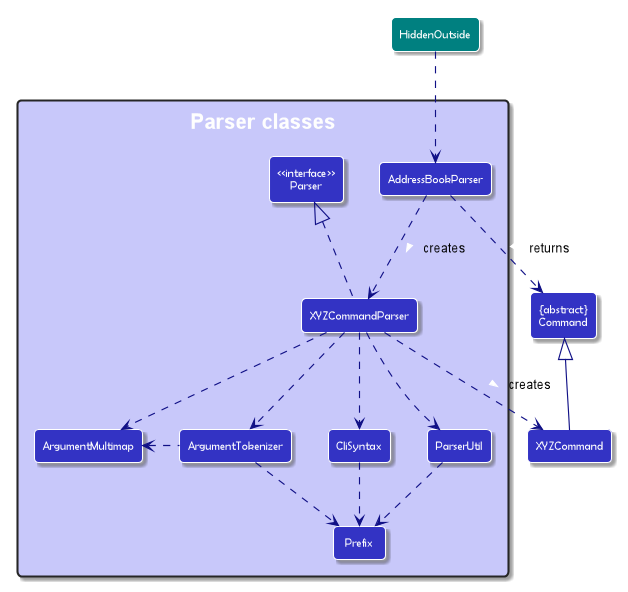 HiddenOutside
Parser classes
<<interface>>
Parser
AddressBookParser
creates
returns
XYZCommandParser
{abstract}
Command
creates
ArgumentMultimap
ArgumentTokenizer
CliSyntax
ParserUtil
XYZCommand
Prefix